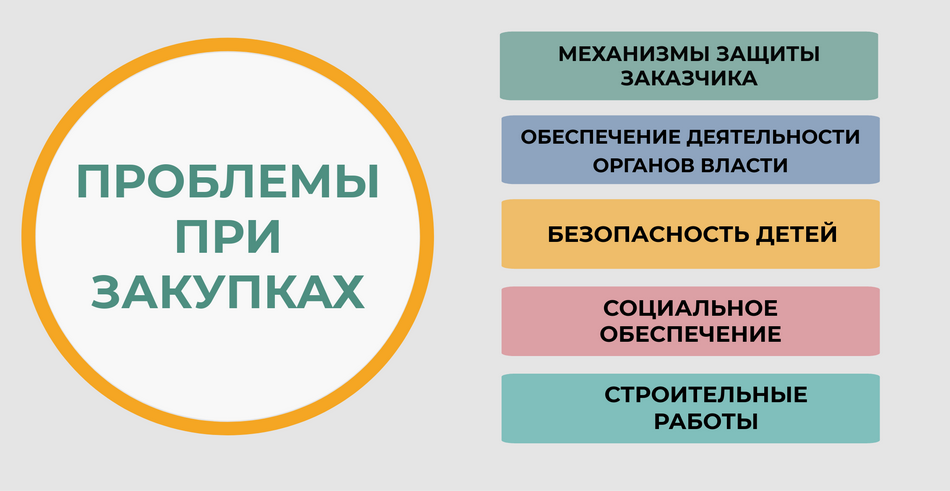 ПРОБЛЕМЫ
ПРИ
ЗАКУПКАХ
МЕХАНИЗМЫ ЗАЩИТЫ
ЗАКАЗЧИКА
ОБЕСПЕЧЕНИЕ ДЕЯТЕЛЬНОСТИ
ОРГАНОВ ВЛАСТИ
БЕЗОПАСНОСТЬ ДЕТЕЙ
СОЦИАЛЬНОЕ
ОБЕСПЕЧЕНИЕ
СТРОИТЕЛЬНЫЕ
РАБОТЫ